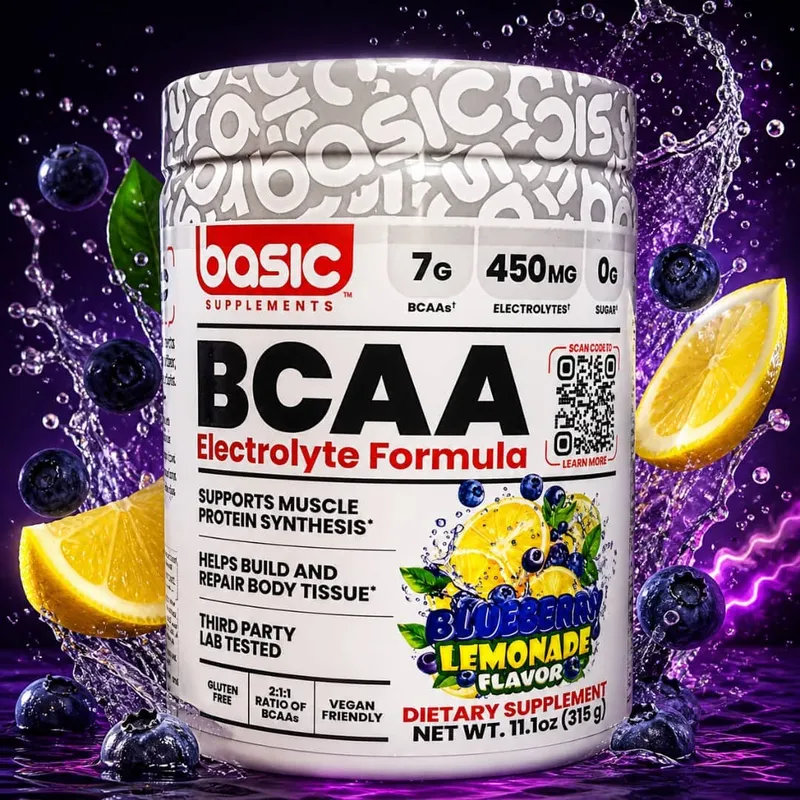 basic
basic
SUPPLEMENTS™
7G
BCAAs†
450MG
ELECTROLYTES†
0G
SUGAR†
BCAA
Electrolyte Formula
SCAN CODE TO
LEARN MORE
SUPPORTS MUSCLE
PROTEIN SYNTHESIS*
HELPS BUILD AND
REPAIR BODY TISSUE*
THIRD PARTY
LAB TESTED
GLUTEN
FREE
2:1:1
RATIO OF
BCAAs
VEGAN
FRIENDLY
BLUEBERRY
LEMONADE
FLAVOR
DIETARY SUPPLEMENT
NET WT. 11.1oz (315 g)